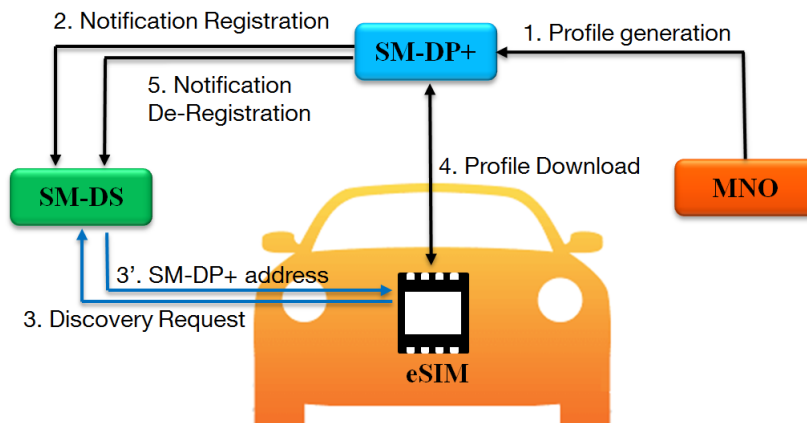 2. Notification Registration
SM-DP+
1. Profile generation
5. Notification
De-Registration
4. Profile Download
SM-DS
MNO
3’. SM-DP+ address
3. Discovery Request
eSIM